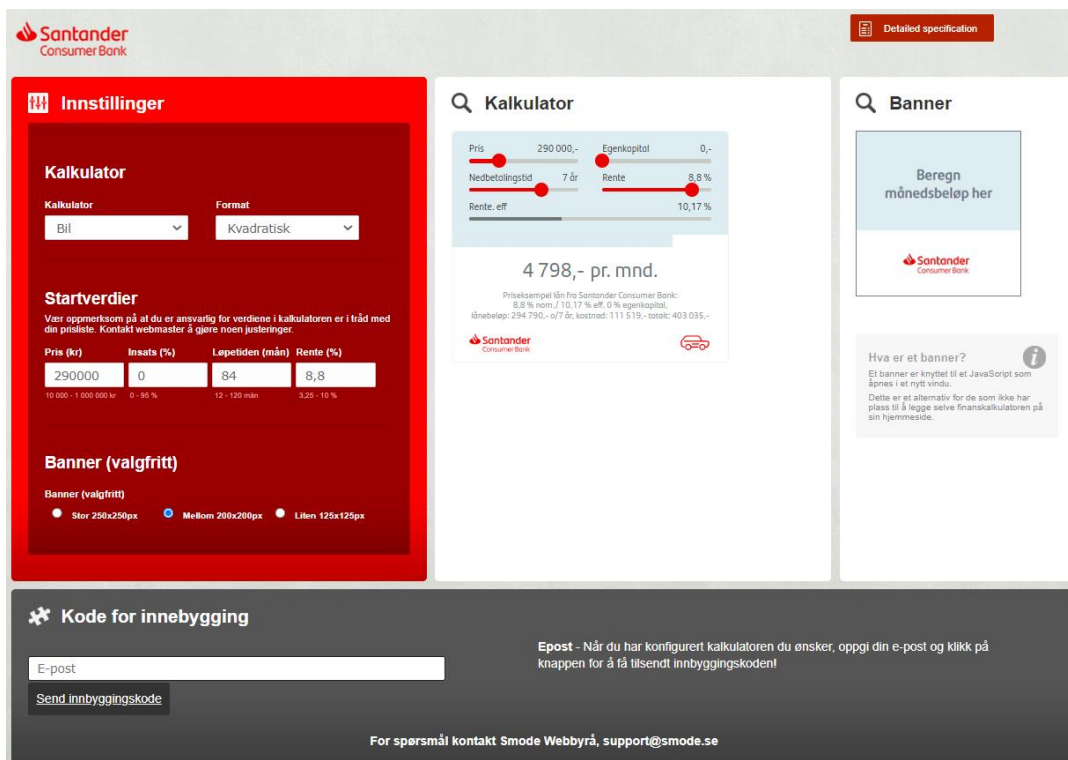 Santander
Consumer Bank
Detailed specification
Innstillinger
Kalkulator
Kalkulator
Format
Bil
Kvadratisk
Startverdier
Vær oppmerksom på at du er ansvarlig for verdiene i kalkulatoren er i tråd med
din prisliste. Kontakt webmaster å gjøre noen justeringer.
Pris (kr)
Insats (%)
Løpetiden (mån)
Rente (%)
290000
0
84
8,8
10 000 - 1 000 000 kr
0 - 95 %
12 - 120 mån
3,25 - 10 %
Banner (valgfritt)
Banner (valgfritt)
Stor 250x250px
Mellom 200x200px
Liten 125x125px
Kalkulator
Pris 290 000,-
Egenkapital 0,-
Nedbetalingstid 7 år
Rente 8,8 %
Rente. eff 10,17 %
4 798,- pr. mnd.
Priseksempel lån fra Santander Consumer Bank:
8,8 % nom./ 10,17 % eff. 0 % egenkapital,
lånebeløp: 294 790,- o/7 år, kostnad: 111 519,- totalt: 403 035,-
Santander
Consumer Bank
Banner
Beregn
månedsbeløp her
Santander
Consumer Bank
Hva er et banner?
Et banner er knyttet til et JavaScript som
åpnes i et nytt vindu.
Dette er et alternativ for de som ikke har
plass til å legge selve finanskalkulatoren på
sin hjemmeside.
Kode for innebygging
E-post
Send innbyggingskode
Epost - Når du har konfigurert kalkulatoren du ønsker, oppgi din e-post og klikk på
knappen for å få tilsendt innbyggingskoden!
For spørsmål kontakt Smode Webbyrå, support@smode.se